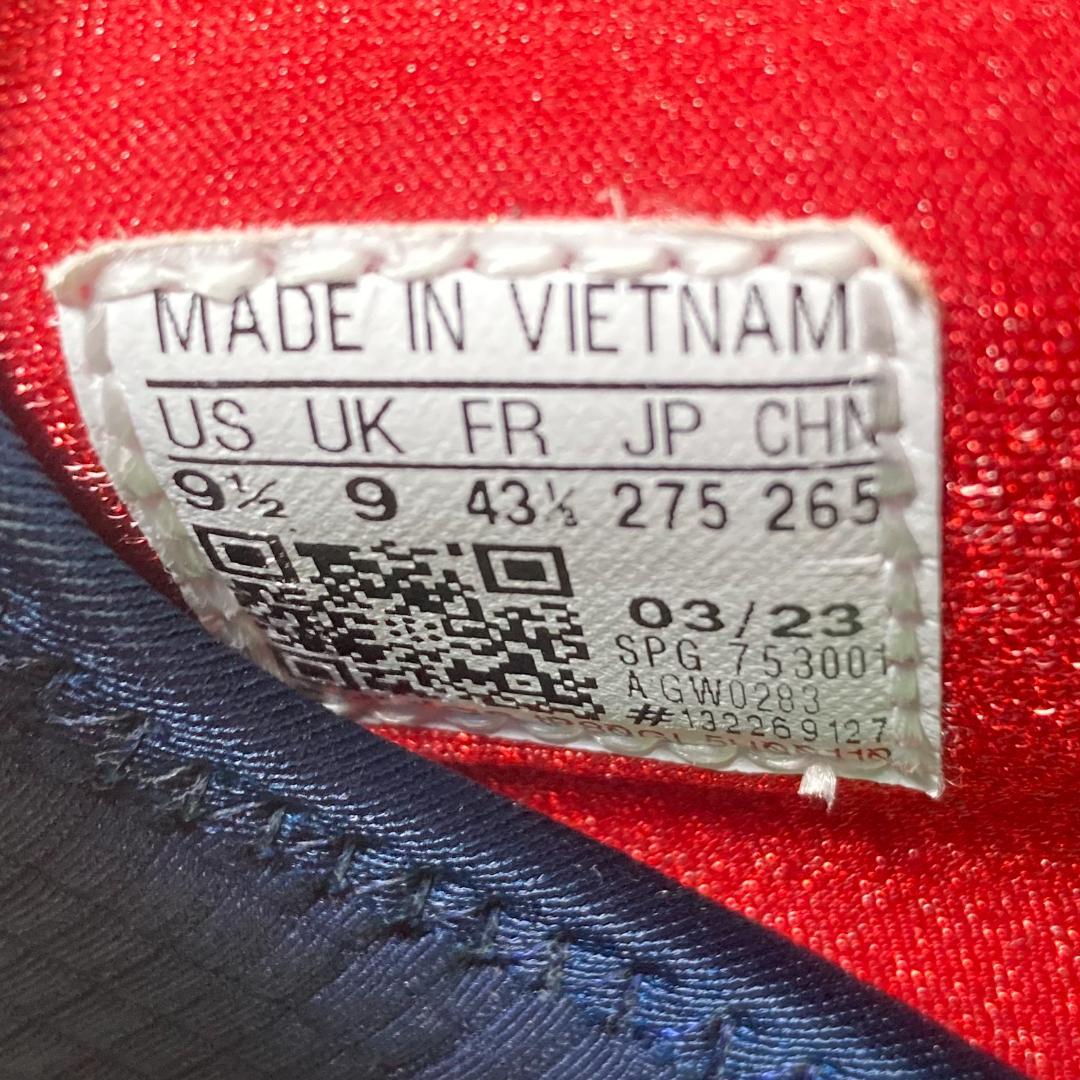 MADE IN VIETNAM
US UK FR JP CHN
9½ 9 43⅓ 275 265
03/23
SPG 753001
A GW0283
#132269127